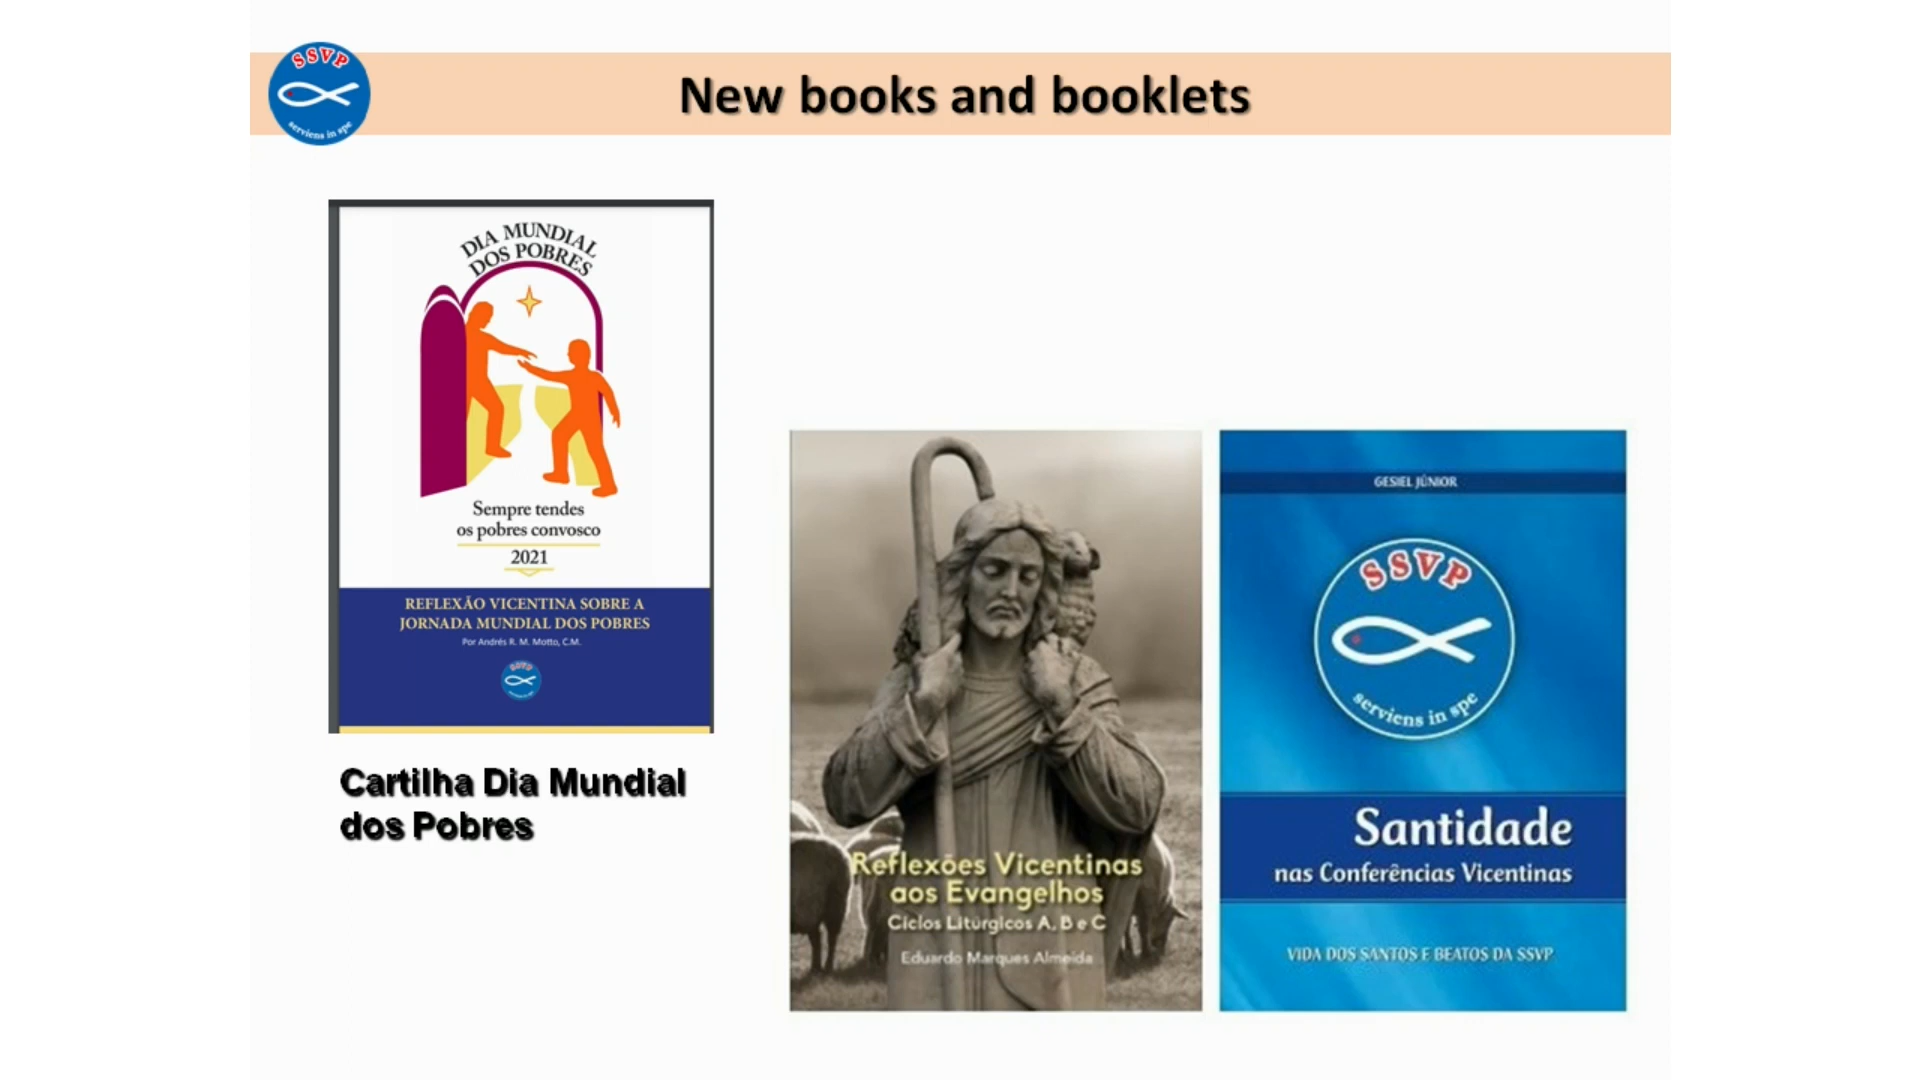 SSVP
serviens in spe
New books and booklets
DIA MUNDIAL
DOS POBRES
Sempre tendes
os pobres convosco
2021
REFLEXÃO VICENTINA SOBRE A
JORNADA MUNDIAL DOS POBRES
Por Andrés R. M. Motto, C.M.
SSVP
Cartilha Dia Mundial
dos Pobres
Reflexões Vicentinas
aos Evangelhos
Ciclos Litúrgicos A, B e C
Eduardo Marques Almeida
GESIEL JÚNIOR
SSVP
serviens in spe
Santidade
nas Conferências Vicentinas
VIDA DOS SANTOS E BEATOS DA SSVP